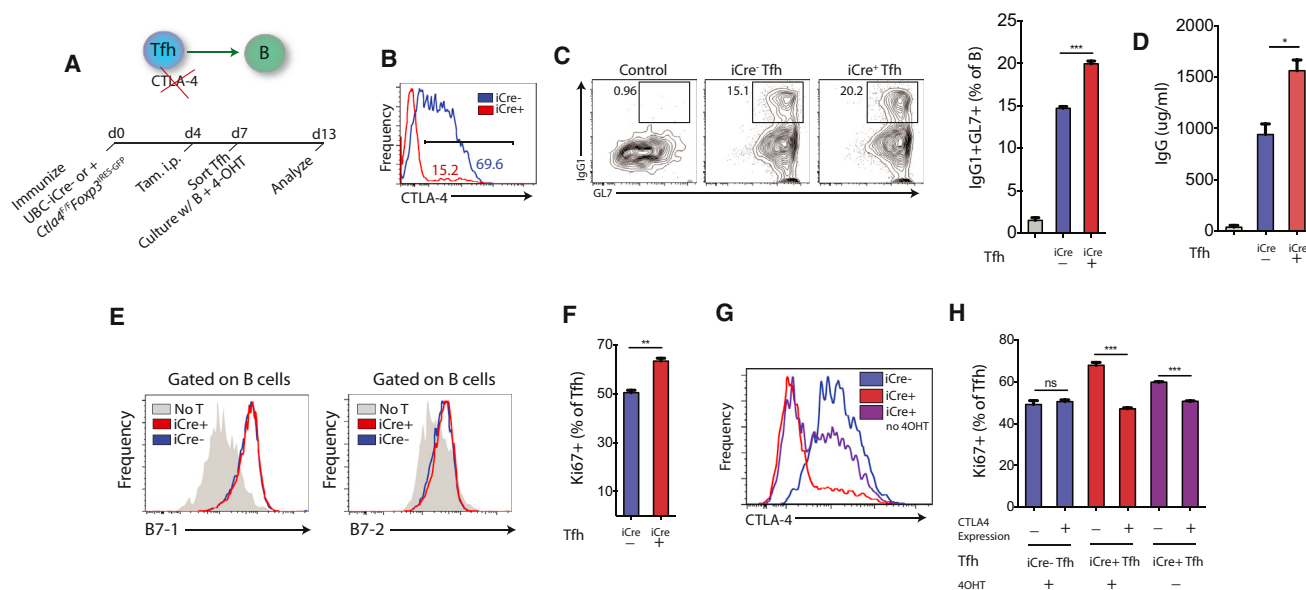 A
Tfh
B
CTLA-4
d0
d4
d7
d13
Immunize
UBC-iCre- or +
Ctla4F/FFoxp3IRES-GFP
Tam. i.p.
Sort Tfh
Culture w/ B + 4-OHT
Analyze
B
Frequency
iCre-
iCre+
15.2
69.6
CTLA-4
C
Control
iCre- Tfh
iCre+ Tfh
0.96
15.1
20.2
IgG1
GL7
IgG1+GL7+ (% of B)
25
20
15
10
5
0
***
Tfh
iCre
–
iCre
+
D
IgG (ug/ml)
2000
1500
1000
500
0
*
iCre
–
iCre
+
E
Gated on B cells
Frequency
No T
iCre+
iCre-
B7-1
Gated on B cells
Frequency
No T
iCre+
iCre-
B7-2
F
Ki67+ (% of Tfh)
70
50
30
10
**
Tfh
iCre
–
iCre
+
G
Frequency
iCre-
iCre+
iCre+
no 4OHT
CTLA-4
H
Ki67+ (% of Tfh)
80
60
40
20
0
ns
***
***
CTLA4
Expression
– + – + – +
Tfh
iCre- Tfh iCre+ Tfh iCre+ Tfh
4OHT + + –